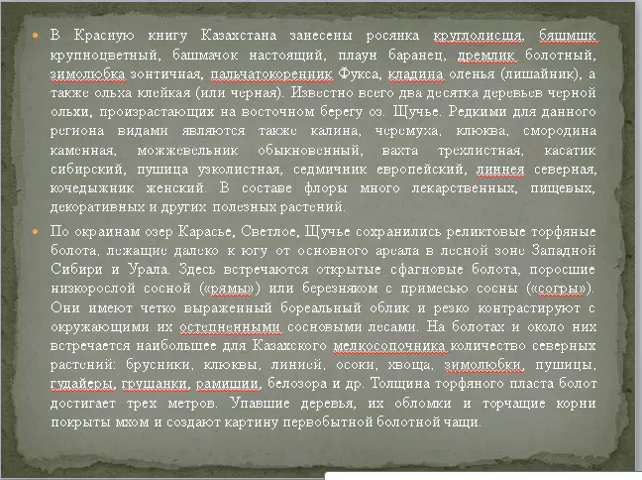 В Красную книгу Казахстана занесены росянка круглолисшя, бяшмшк
крупноцветный, башмачок настоящий, плаун баранец, дремпик болотный,
зимолюбка зонтичная, пальчатокоренник Фукса, кладина оленья (лишайник), а
также ольха клейкая (или черная). Известно всего два десятка деревьев черной
ольхи, произрастающих на восточном берегу оз. Щучье. Редкими для данного
региона видами являются также калина, черемуха, клюква, смородина
каменная, можжевельник обыкновенный, вахта трехлистная, касатик
сибирский, пушица узколистная, седмичник европейский, линнея северная,
кочедыжник женский. В составе флоры много лекарственных, пищевых,
декоративных и других полезных растений.
По окраинам озер Карасье, Светлое, Щучье сохранились реликтовые торфяные
болота, лежащие далеко к югу от основного ареала в лесной зоне Западной
Сибири и Урала. Здесь встречаются открытые сфагновые болота, поросшие
низкорослой сосной («рямы») или березняком с примесью сосны («согры»).
Они имеют четко выраженный бореальный облик и резко контрастируют с
окружающими их остепненными сосновыми лесами. На болотах и около них
встречается наибольшее для Казахского мелкосопочника количество северных
растений: брусники, клюквы, линией, осоки, хвоща, зимолюбки, пушицы,
гудайеры, грушанки, рамишии, белозора и др. Толщина торфяного пласта болот
достигает трех метров. Упавшие деревья, их обломки и торчащие корни
покрыты мхом и создают картину первобытной болотной чащи.